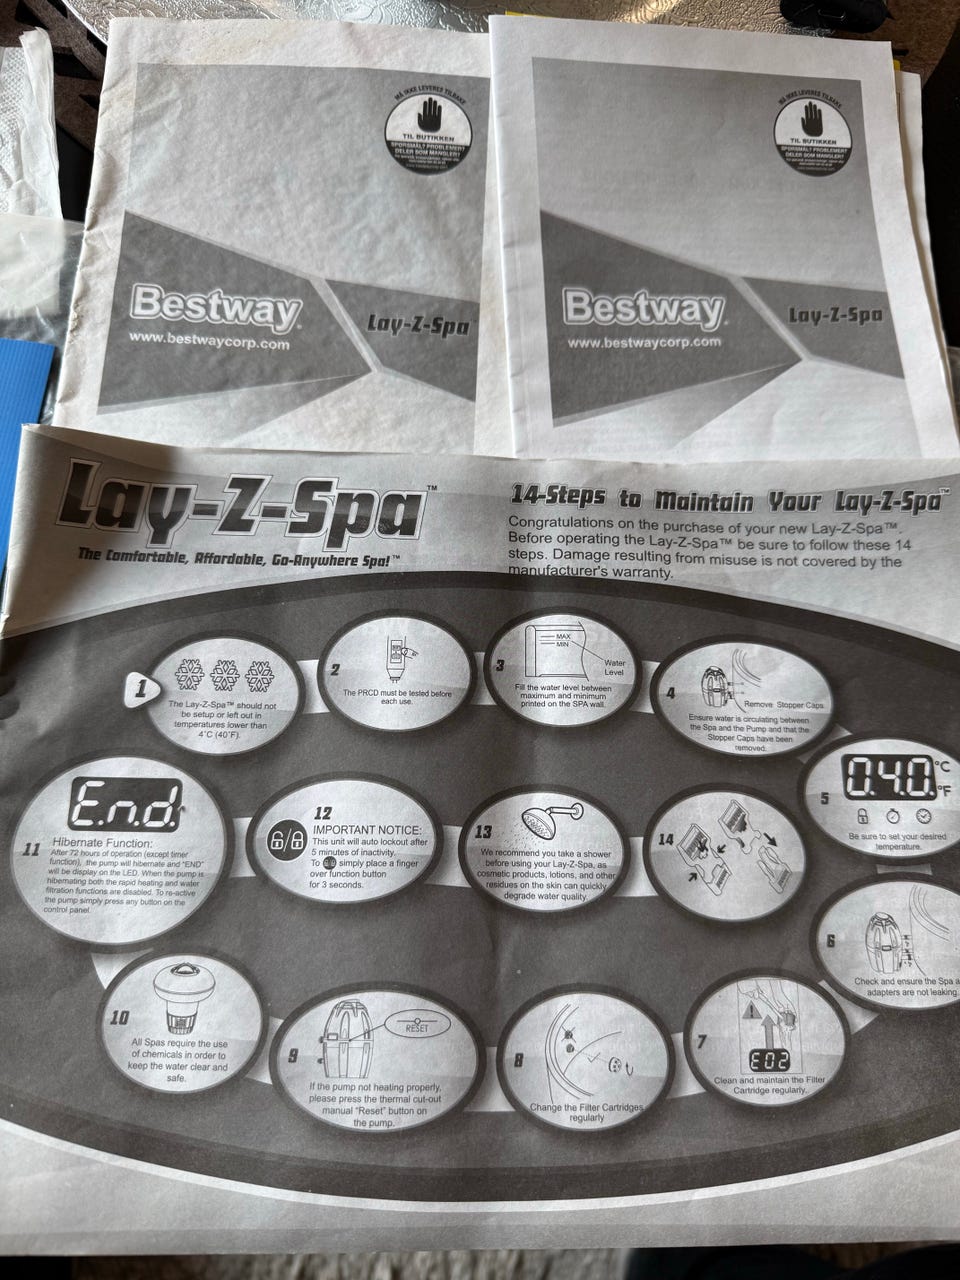 MÅ IKKE LEVERES TILBAKE
TIL BUTIKKEN
SPØRSMÅL? PROBLEMER?
DELER SOM MANGLER?
Bestway
www.bestwaycorp.com
Lay-Z-Spa
MÅ IKKE LEVERES TILBAKE
TIL BUTIKKEN
SPØRSMÅL? PROBLEMER?
DELER SOM MANGLER?
Bestway
www.bestwaycorp.com
Lay-Z-Spa
Lay-Z-Spa™
The Comfortable, Affordable, Go-Anywhere Spa!™
14-Steps to Maintain Your Lay-Z-Spa™
Congratulations on the purchase of your new Lay-Z-Spa™.
Before operating the Lay-Z-Spa™ be sure to follow these 14
steps. Damage resulting from misuse is not covered by the
manufacturer's warranty.
1
The Lay-Z-Spa™ should not
be setup or left out in
temperatures lower than
4˚C (40˚F).
2
The PRCD must be tested before
each use.
3
MAX
MIN
Water
Level
Fill the water level between
maximum and minimum
printed on the SPA wall.
4
Remove Stopper Caps
Ensure water is circulating between
the Spa and the Pump and that the
Stopper Caps have been
removed.
5
0.4.0.
°C
°F
Be sure to set your desired
temperature.
6
Check and ensure the Spa a
adapters are not leaking.
7
E02
Clean and maintain the Filter
Cartridge regularly.
8
Change the Filter Cartridges
regularly
9
RESET
If the pump not heating properly,
please press the thermal cut-out
manual "Reset" button on
the pump.
10
All Spas require the use
of chemicals in order to
keep the water clear and
safe.
11
E.n.d.
Hibernate Function:
After 72 hours of operation (except timer
function), the pump will hibernate and "END"
will be display on the LED. When the pump is
hibernating both the rapid heating and water
filtration functions are disabled. To re-active
the pump simply press any button on the
control panel.
12
IMPORTANT NOTICE:
This unit will auto lockout after
5 minutes of inactivity.
To simply place a finger
over function button
for 3 seconds.
13
We recommend you take a shower
before using your Lay-Z-Spa, as
cosmetic products, lotions, and other
residues on the skin can quickly
degrade water quality.
14